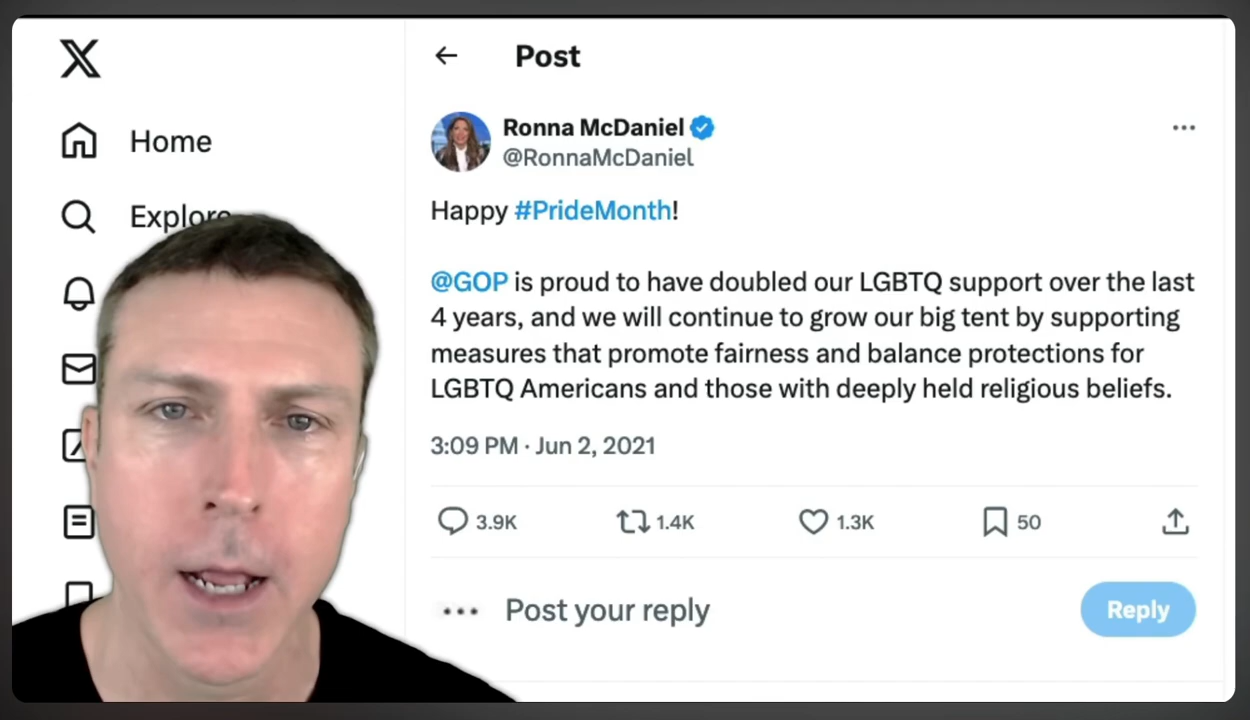 Post
Home
Explore
Ronna McDaniel
@RonnaMcDaniel
Happy #PrideMonth!
@GOP is proud to have doubled our LGBTQ support over the last
4 years, and we will continue to grow our big tent by supporting
measures that promote fairness and balance protections for
LGBTQ Americans and those with deeply held religious beliefs.
3:09 PM · Jun 2, 2021
3.9K 1.4K 1.3K 50
Post your reply
Reply